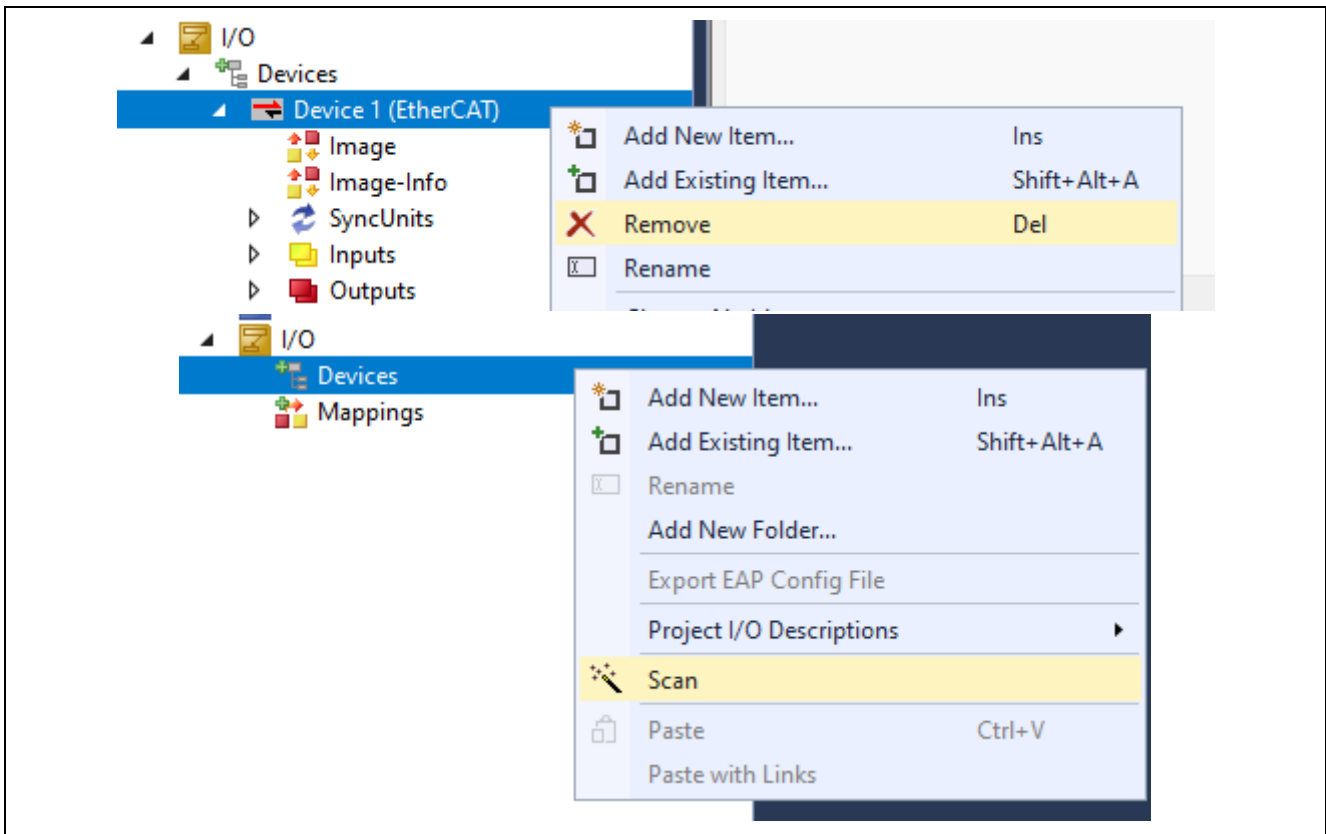 I/O
Devices
Device 1 (EtherCAT)
Image
Image-Info
SyncUnits
Inputs
Outputs
Add New Item... Ins
Add Existing Item... Shift+Alt+A
Remove Del
Rename
I/O
Devices
Mappings
Add New Item... Ins
Add Existing Item... Shift+Alt+A
Rename
Add New Folder...
Export EAP Config File
Project I/O Descriptions
Scan
Paste Ctrl+V
Paste with Links